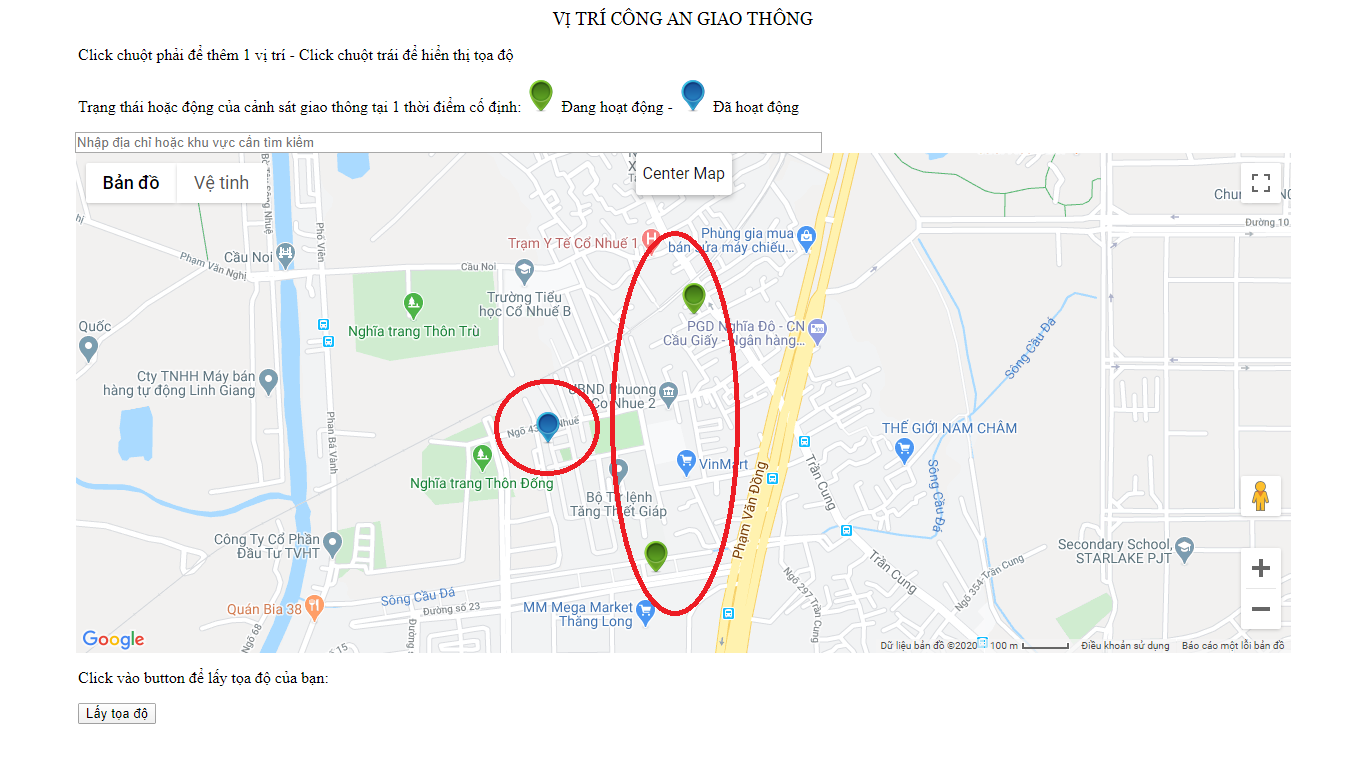 VỊ TRÍ CÔNG AN GIAO THÔNG
Click chuột phải để thêm 1 vị trí - Click chuột trái để hiển thị tọa độ
Trạng thái hoặc động của cảnh sát giao thông tại 1 thời điểm cố định: Đang hoạt động - Đã hoạt động
Nhập địa chỉ hoặc khu vực cần tìm kiếm
Bản đồ
Vệ tinh
Center Map
Đường 10
Phố Viên
Phạm Văn Nghị
Cầu Noi
Cầu Noi
Trạm Y Tế Cổ Nhuế 1
Phùng gia mua
bán sửa máy chiếu...
Trường Tiểu
học Cổ Nhuế B
Nghĩa trang Thôn Trù
Quốc
PGD Nghĩa Đô - CN
Cầu Giấy - Ngân hàng...
Sông Cầu Đá
Cty TNHH Máy bán
hàng tự động Linh Giang
UBND Phuong
Co Nhue 2
Phan Bá Vành
Ngõ 43
Nhuế
THẾ GIỚI NAM CHÂM
VinMart
Nghĩa trang Thôn Đống
Bộ Tư lệnh
Tăng Thiết Giáp
Phạm Văn Đồng
Trần Cung
Sông Cầu Đá
Công Ty Cổ Phần
Đầu Tư TVHT
Secondary School,
STARLAKE PJT
Trần Cung
Ngõ 297 Trần Cung
Ngõ 354-Trần Cung
Quán Bia 38
Sông Cầu Đá
Đường số 23
MM Mega Market
Thăng Long
Ngõ 68
Google
Dữ liệu bản đồ ©2020
100 m
Điều khoản sử dụng
Báo cáo một lỗi bản đồ
Click vào button để lấy tọa độ của bạn:
Lấy tọa độ